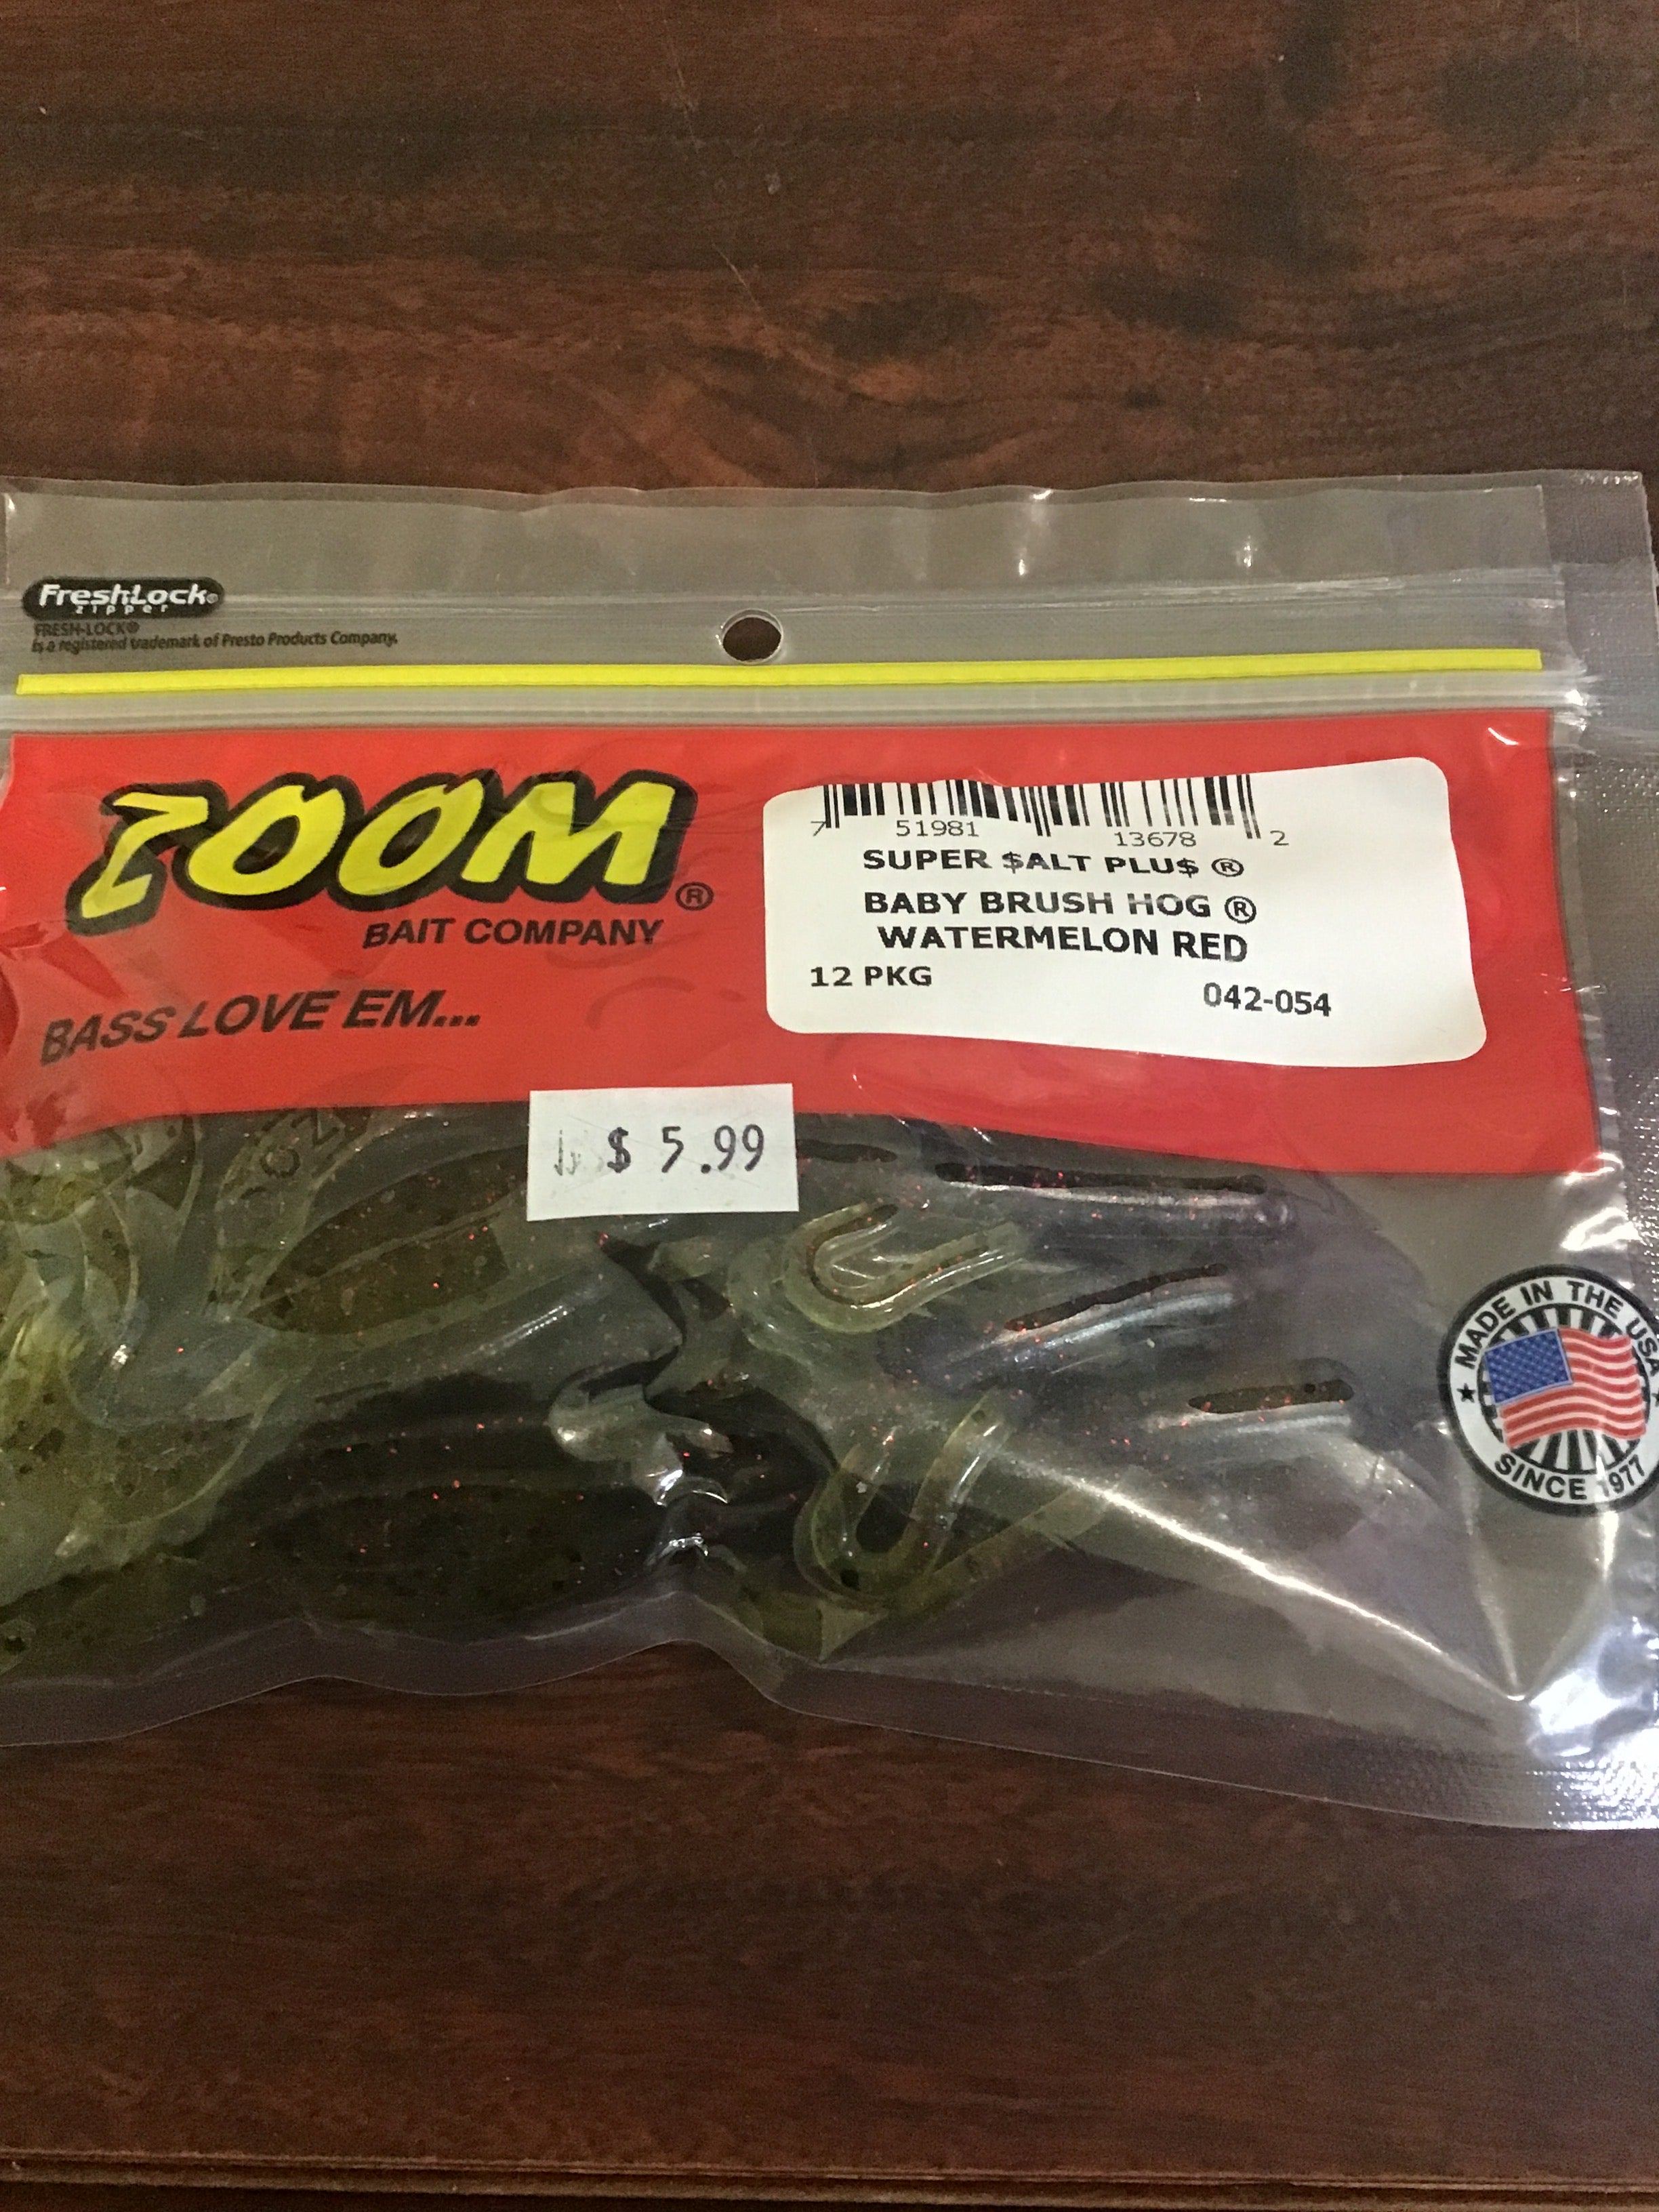 FreshLock®
zipper
FRESH-LOCK®
is a registered trademark of Presto Products Company.
ZOOM®
BAIT COMPANY
BASS LOVE EM...
7 51981 13678 2
SUPER $ALT PLU$ ®
BABY BRUSH HOG ®
WATERMELON RED
12 PKG
042-054
$ 5.99
MADE IN THE USA
SINCE 1977